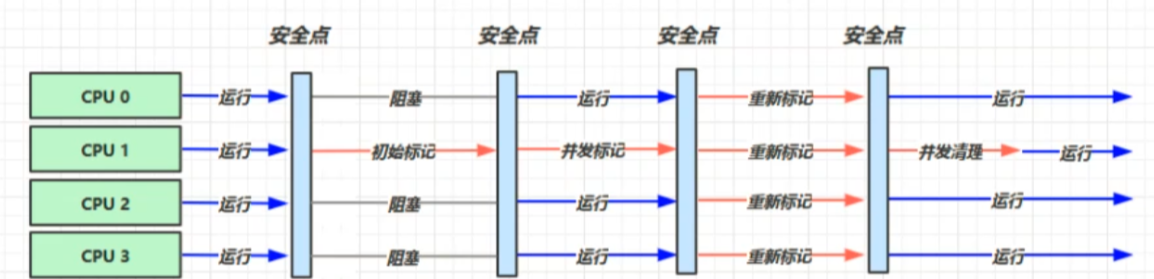 安全点 安全点 安全点 安全点
CPU 0 运行 阻塞 运行 重新标记 运行
CPU 1 运行 初始标记 并发标记 重新标记 并发清理 运行
CPU 2 运行 阻塞 运行 重新标记 运行
CPU 3 运行 阻塞 运行 重新标记 运行